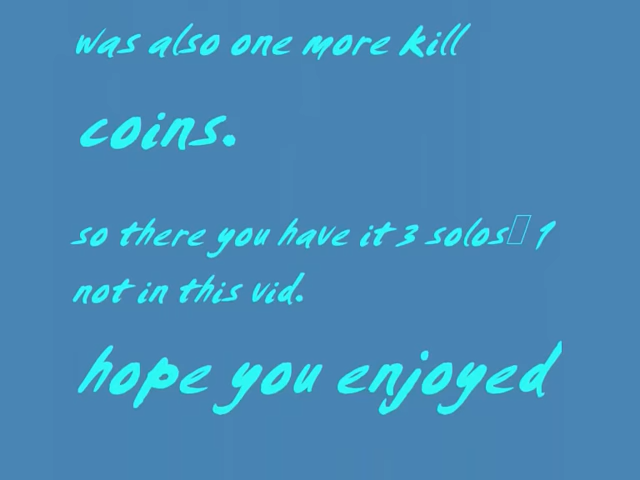 was also one more kill
coins.
so there you have it 3 solos 1
not in this vid.
hope you enjoyed